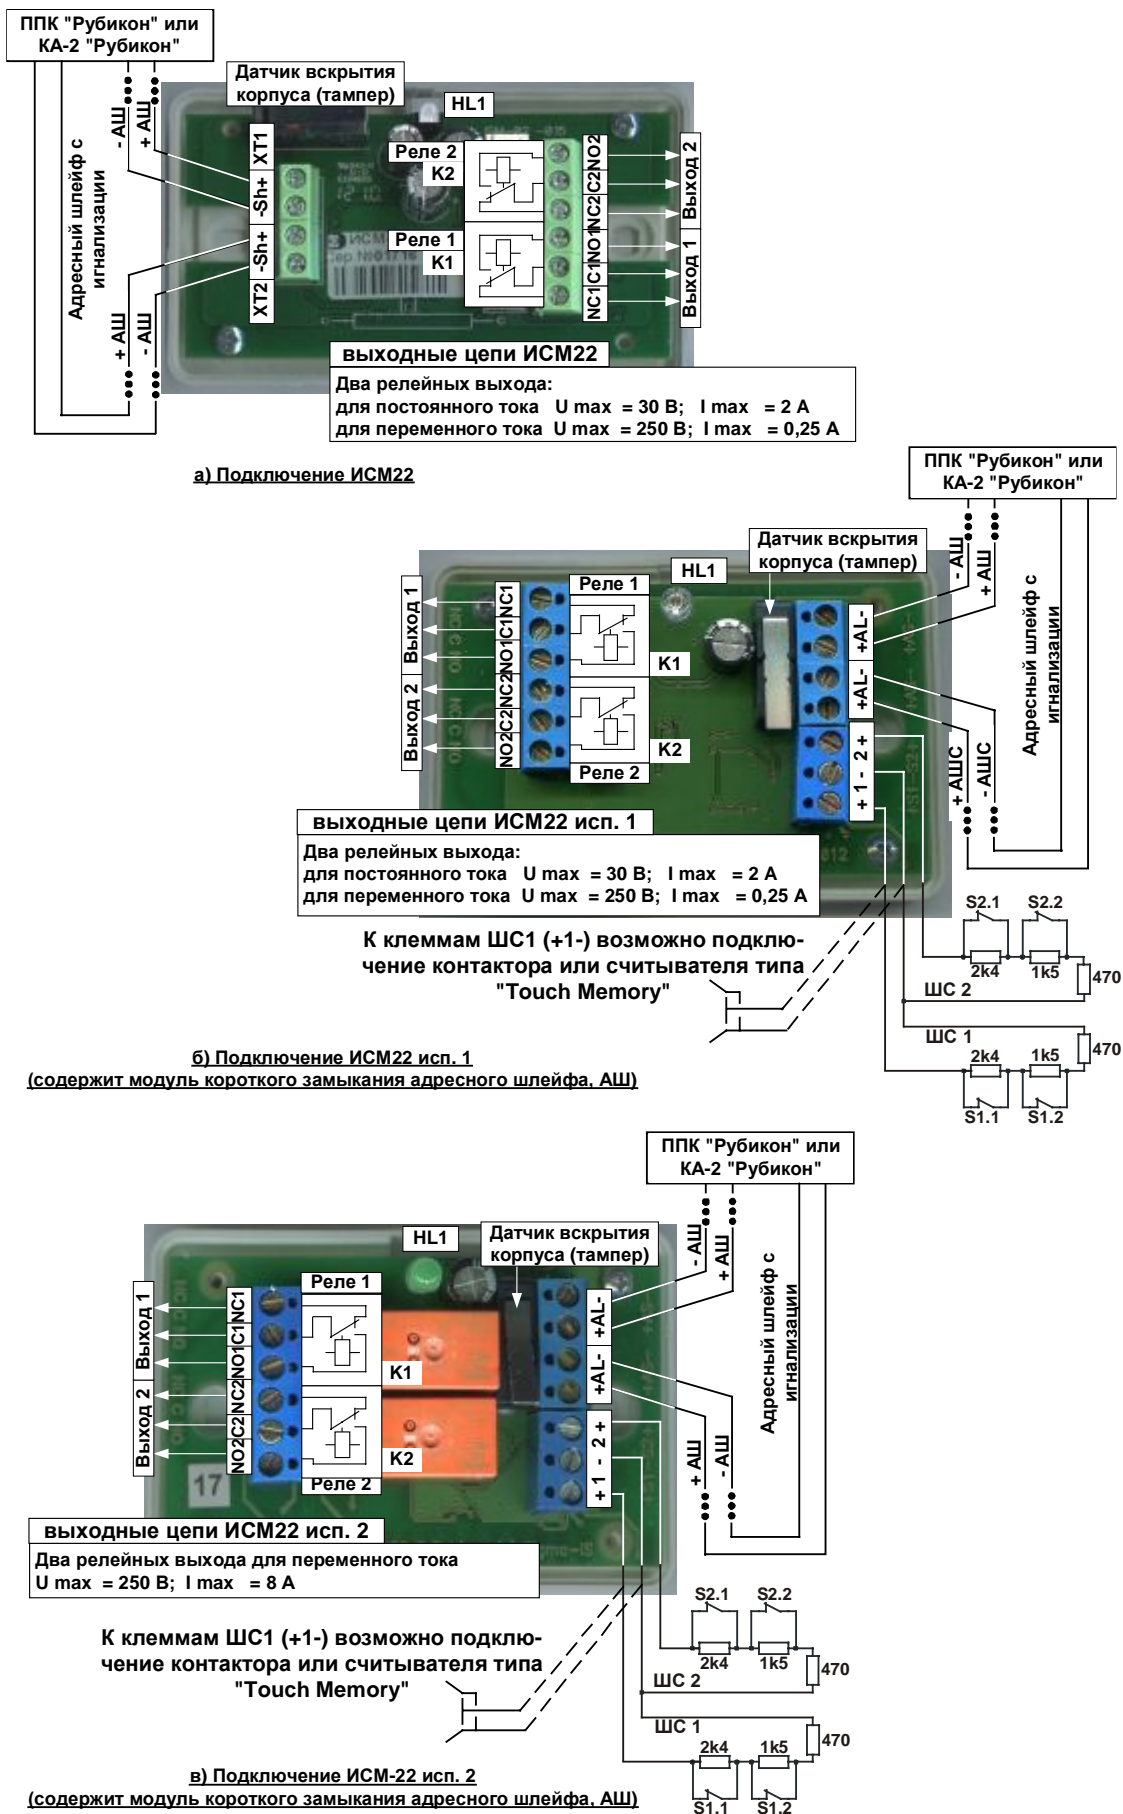 ППК "Рубикон" или
КА-2 "Рубикон"
- АШ
+ АШ
Адресный шлейф с
игнализации
+ АШ
- АШ
Датчик вскрытия
корпуса (тампер)
HL1
XT1
-Sh+
-Sh+
XT2
Реле 2
K2
Реле 1
K1
NO2
C2
NC2
NO1
C1
NC1
Выход 2
Выход 1
выходные цепи ИСМ22
Два релейных выхода:
для постоянного тока U max = 30 В; I max = 2 А
для переменного тока U max = 250 В; I max = 0,25 А
а) Подключение ИСМ22
ППК "Рубикон" или
КА-2 "Рубикон"
- АШ
+ АШ
Адресный шлейф с
игнализации
+ АШС
- АШС
Датчик вскрытия
корпуса (тампер)
HL1
Выход 1
Выход 2
NC1
C1
NO1
NC2
C2
NO2
Реле 1
K1
K2
Реле 2
+AL-
+AL-
+ 1 - 2 +
012
выходные цепи ИСМ22 исп. 1
Два релейных выхода:
для постоянного тока U max = 30 В; I max = 2 А
для переменного тока U max = 250 В; I max = 0,25 А
К клеммам ШС1 (+1-) возможно подклю-
чение контактора или считывателя типа
"Touch Memory"
S2.1
S2.2
2k4
1k5
470
ШС 2
ШС 1
2k4
1k5
470
S1.1
S1.2
б) Подключение ИСМ22 исп. 1
(содержит модуль короткого замыкания адресного шлейфа, АШ)
ППК "Рубикон" или
КА-2 "Рубикон"
- АШ
+ АШ
Адресный шлейф с
игнализации
+ АШ
- АШ
HL1
Датчик вскрытия
корпуса (тампер)
Выход 1
Выход 2
NC1
C1
NO1
NC2
C2
NO2
Реле 1
K1
K2
Реле 2
+AL-
+AL-
+ 1 - 2 +
17
выходные цепи ИСМ22 исп. 2
Два релейных выхода для переменного тока
U max = 250 В; I max = 8 А
К клеммам ШС1 (+1-) возможно подклю-
чение контактора или считывателя типа
"Touch Memory"
S2.1
S2.2
2k4
1k5
470
ШС 2
ШС 1
2k4
1k5
470
S1.1
S1.2
в) Подключение ИСМ-22 исп. 2
(содержит модуль короткого замыкания адресного шлейфа, АШ)